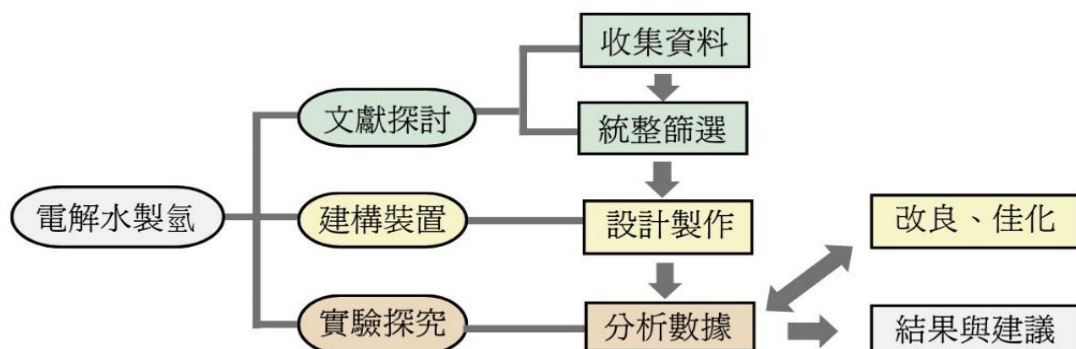 收集資料
文獻探討
統整篩選
電解水製氫
建構裝置
設計製作
改良、佳化
實驗探究
分析數據
結果與建議